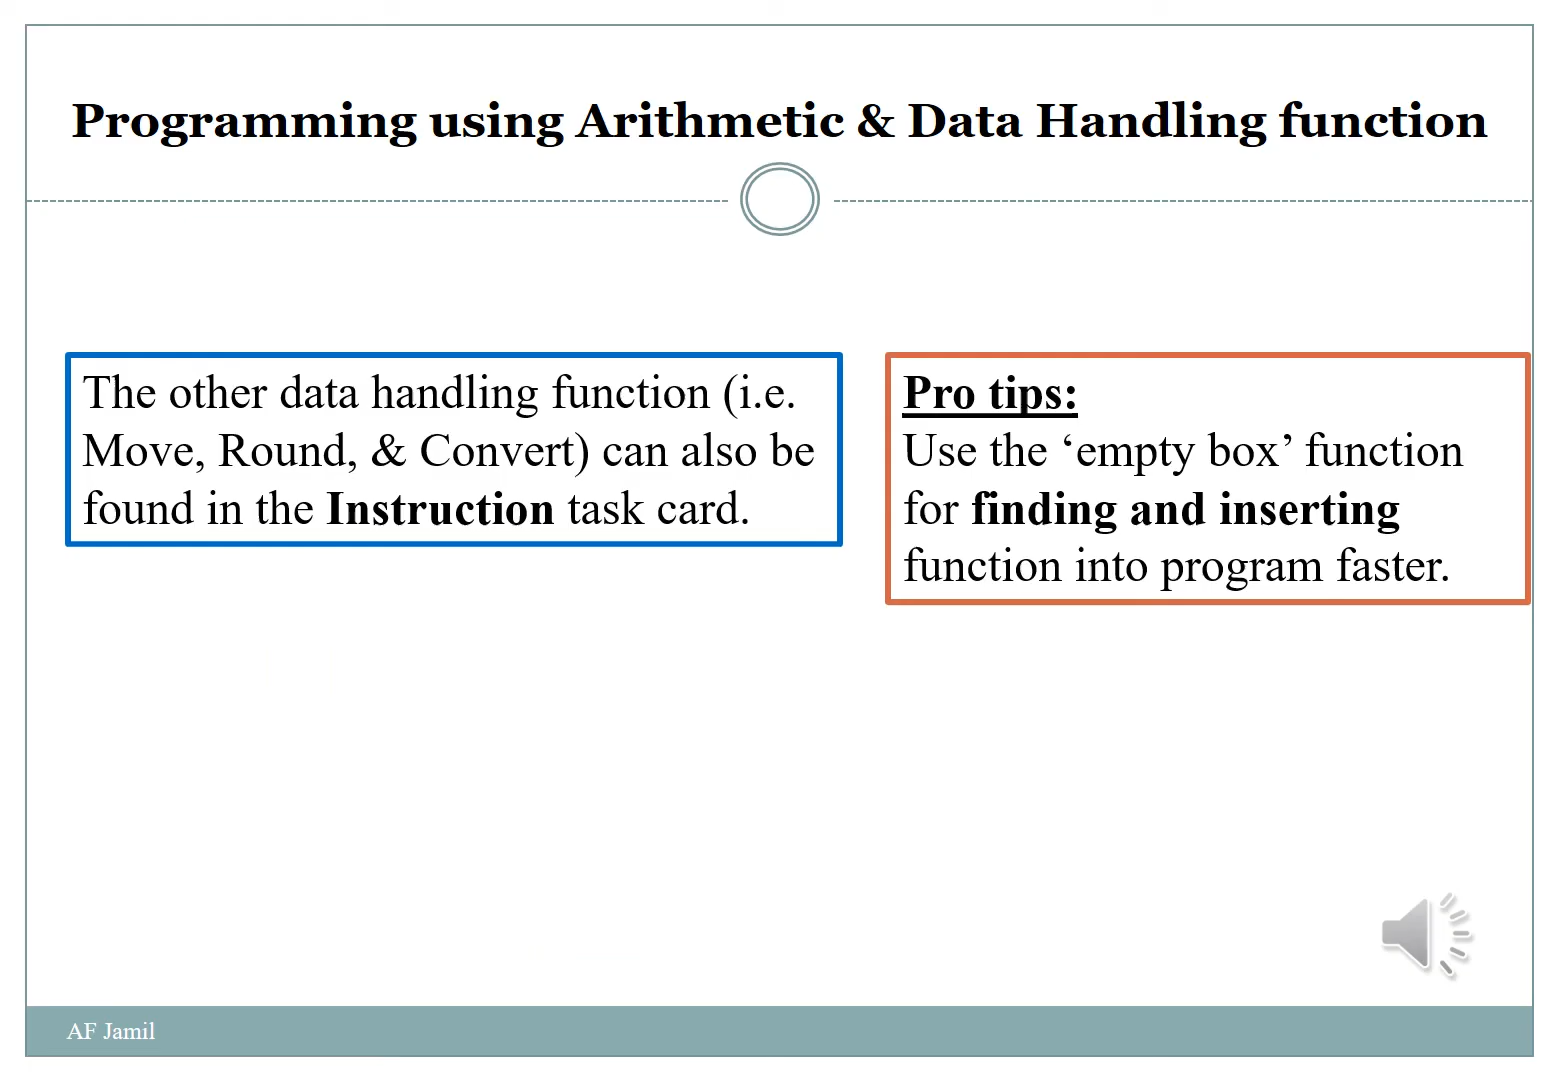 Programming using Arithmetic & Data Handling function
The other data handling function (i.e.
Move, Round, & Convert) can also be
found in the Instruction task card.
Pro tips:
Use the ‘empty box’ function
for finding and inserting
function into program faster.
AF Jamil